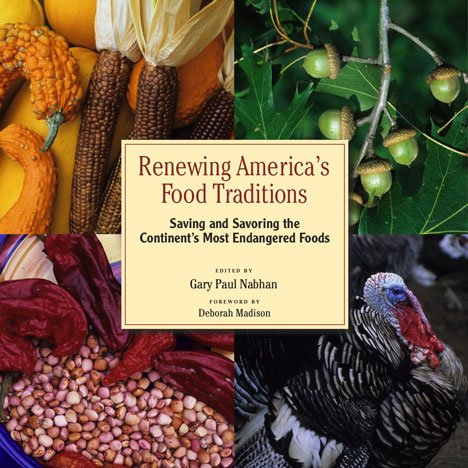 Renewing America's
Food Traditions
Saving and Savoring the
Continent's Most Endangered Foods
EDITED BY
Gary Paul Nabhan
FOREWORD BY
Deborah Madison